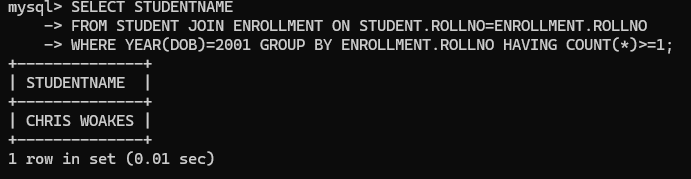 mysql> SELECT STUDENTNAME
    -> FROM STUDENT JOIN ENROLLMENT ON STUDENT.ROLLNO=ENROLLMENT.ROLLNO
    -> WHERE YEAR(DOB)=2001 GROUP BY ENROLLMENT.ROLLNO HAVING COUNT(*)>=1;
+--------------+
| STUDENTNAME  |
+--------------+
| CHRIS WOAKES |
+--------------+
1 row in set (0.01 sec)